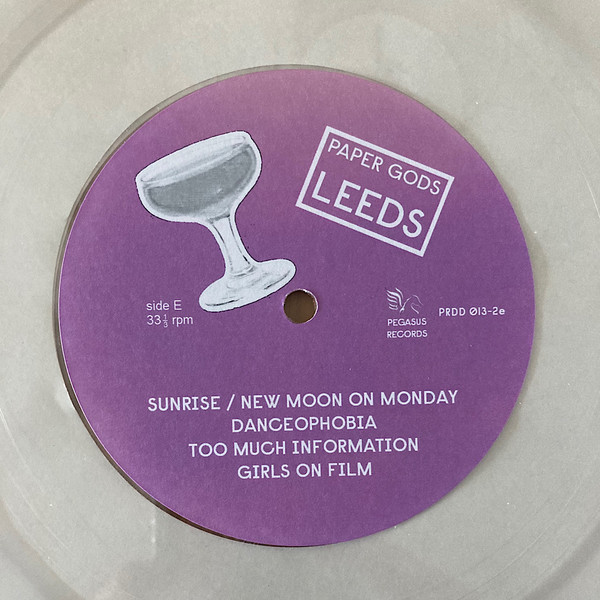 PAPER GODS
LEEDS
side E
33⅓ rpm
PEGASUS
RECORDS
PRDD 013-2e
SUNRISE / NEW MOON ON MONDAY
DANCEOPHOBIA
TOO MUCH INFORMATION
GIRLS ON FILM